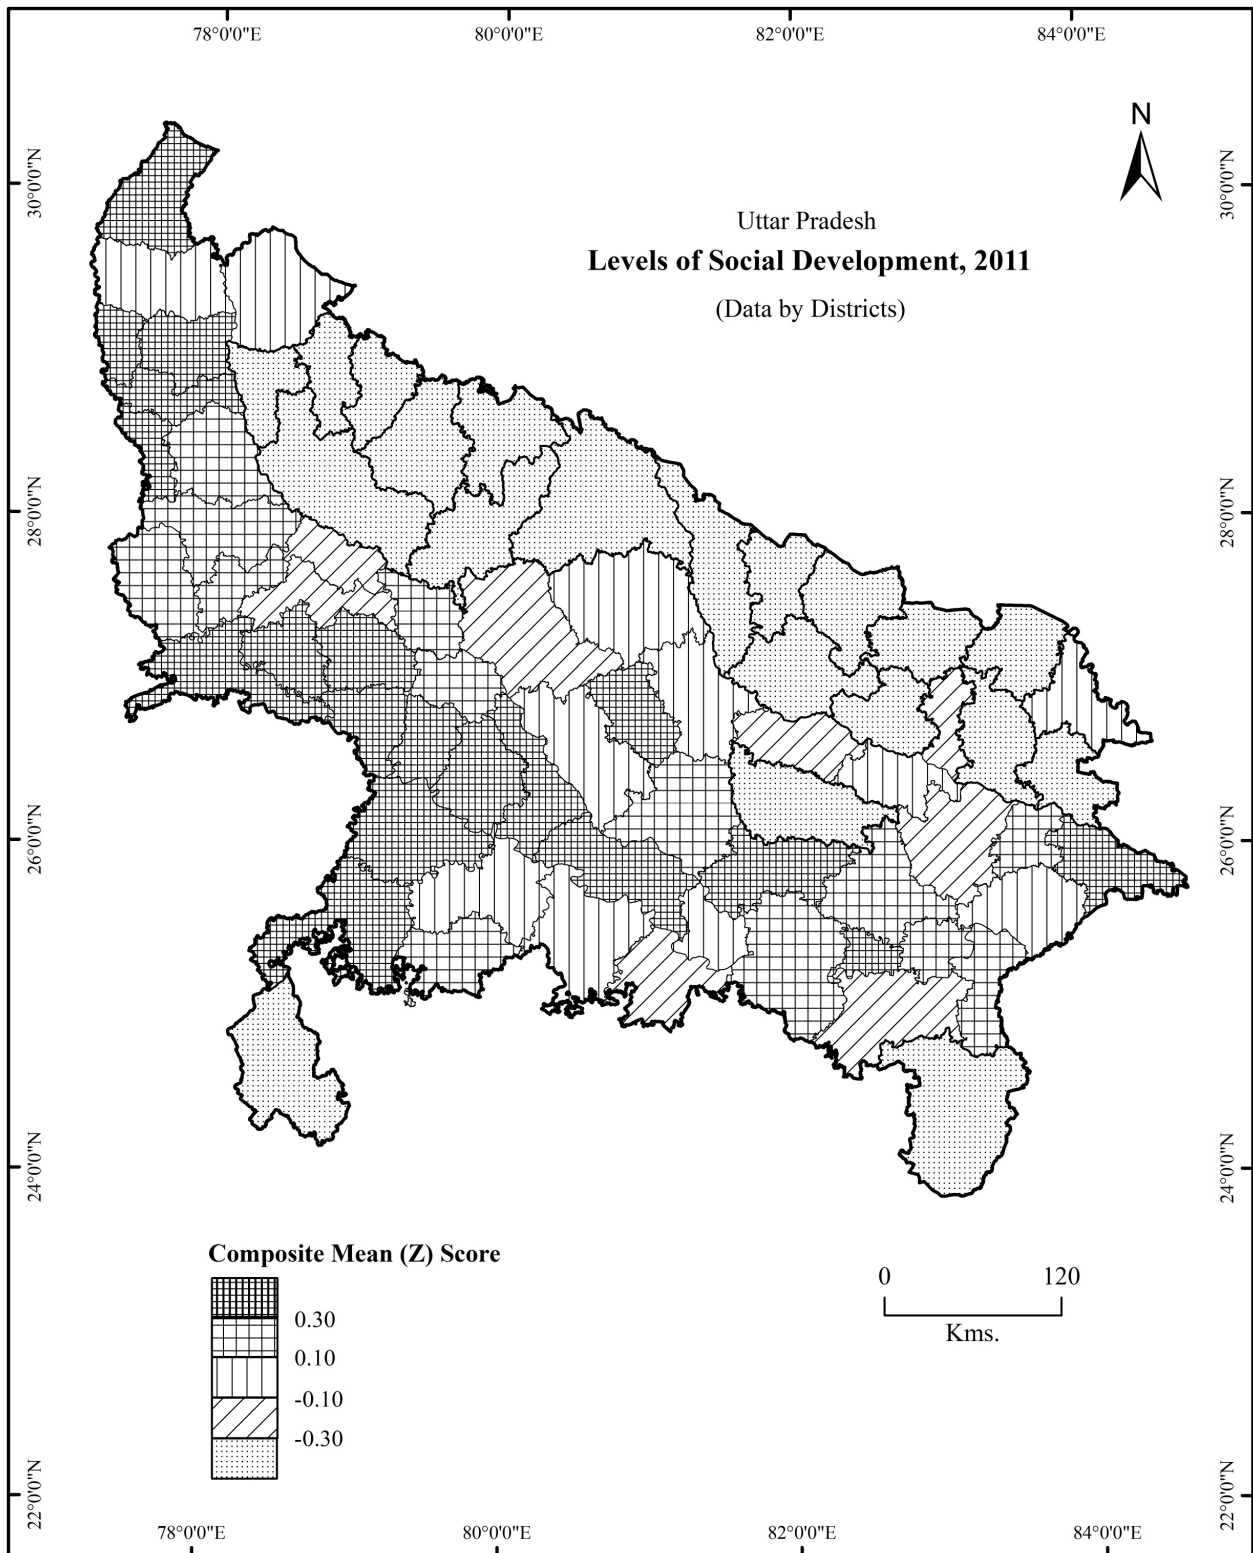 78°0'0"E 80°0'0"E 82°0'0"E 84°0'0"E
N
30°0'0"N 30°0'0"N
Uttar Pradesh
Levels of Social Development, 2011
(Data by Districts)
28°0'0"N 28°0'0"N
26°0'0"N 26°0'0"N
24°0'0"N 24°0'0"N
Composite Mean (Z) Score
0.30
0.10
-0.10
-0.30
0 120
Kms.
22°0'0"N 22°0'0"N
78°0'0"E 80°0'0"E 82°0'0"E 84°0'0"E